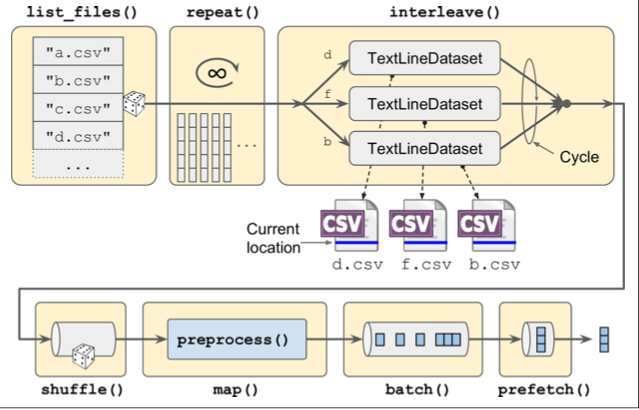 list_files() repeat() interleave()
"a.csv"
"b.csv"
"c.csv"
"d.csv"
...
∞
...
d
TextLineDataset
f
TextLineDataset
b
TextLineDataset
Cycle
Current
location
CSV CSV CSV
d.csv f.csv b.csv
preprocess()
shuffle() map() batch() prefetch()